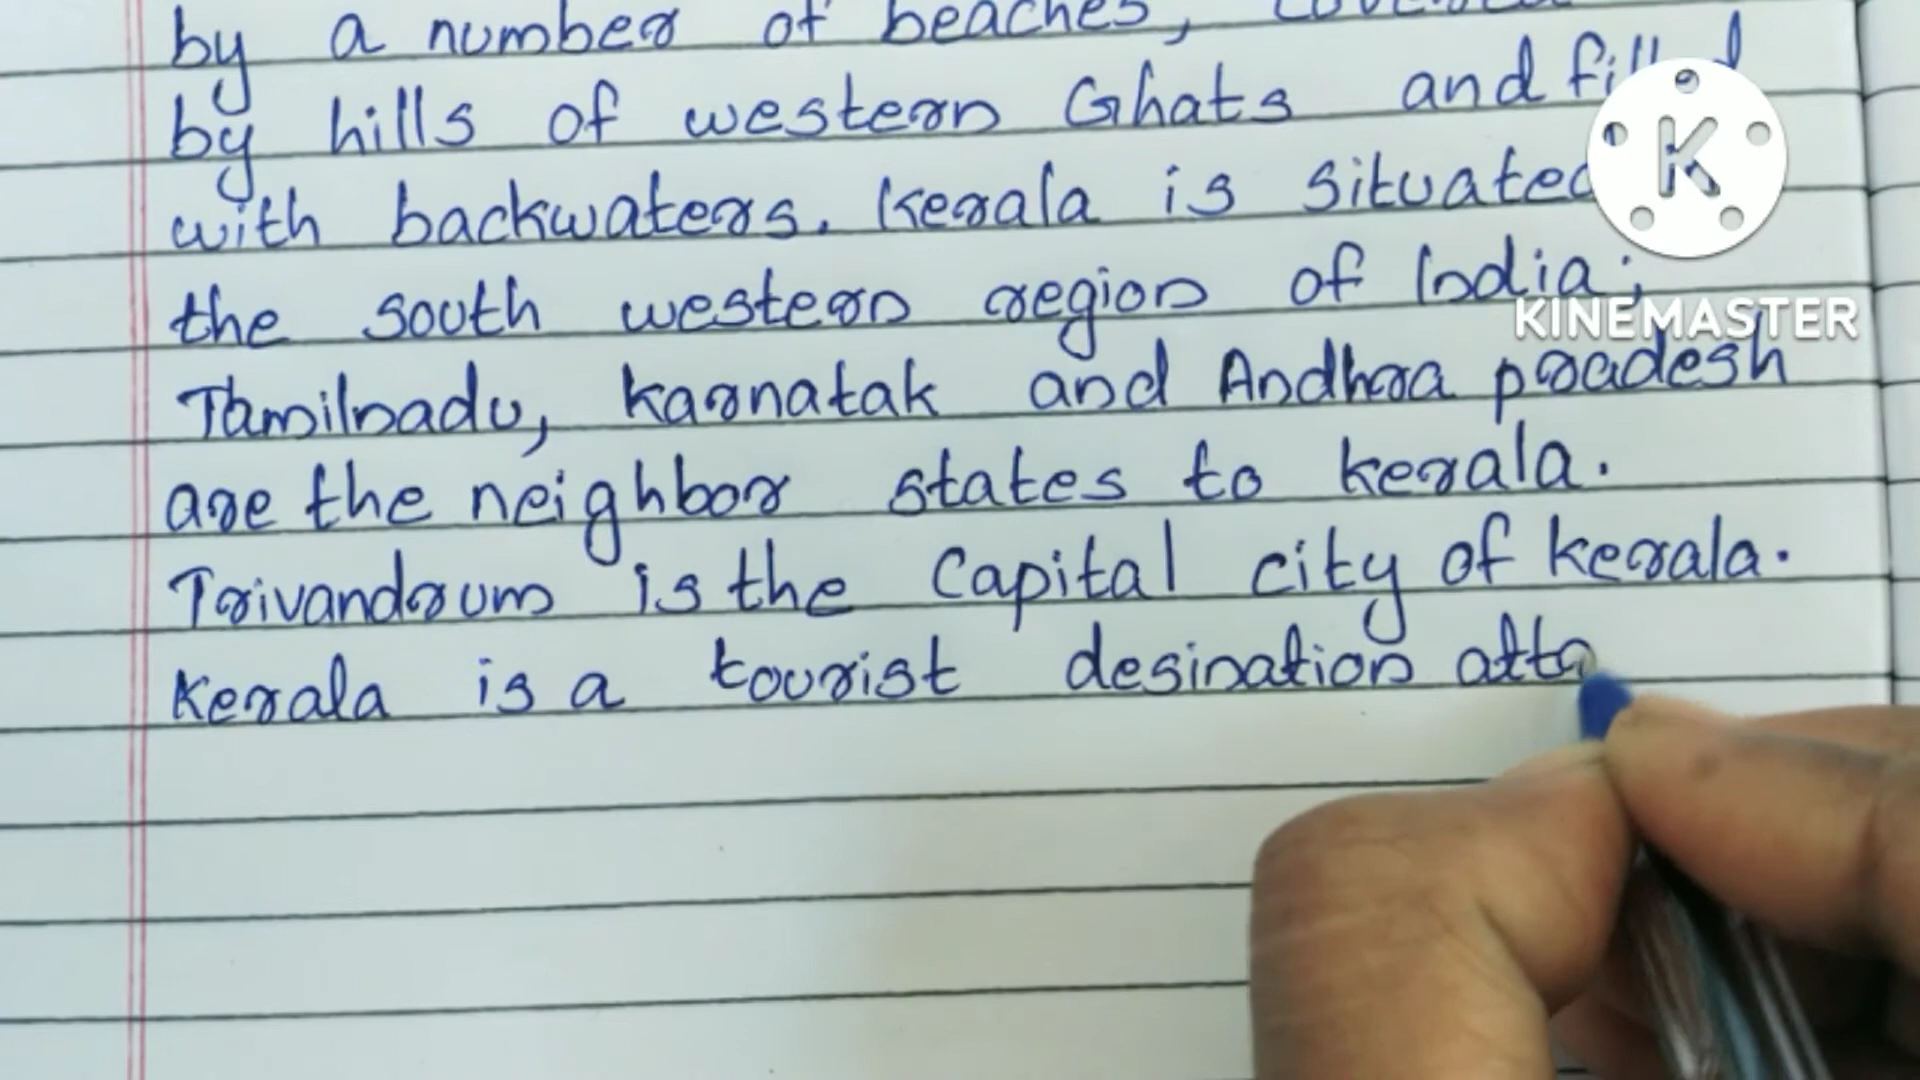 by a number of beaches,
by hills of western Ghats and
with backwaters. Kerala is situated
the south western region of India;
Tamilnadu, karnatak and Andhra pradesh
are the neighbor states to kerala.
Trivandrum is the Capital city of kerala.
Kerala is a tourist desination
KINEMASTER